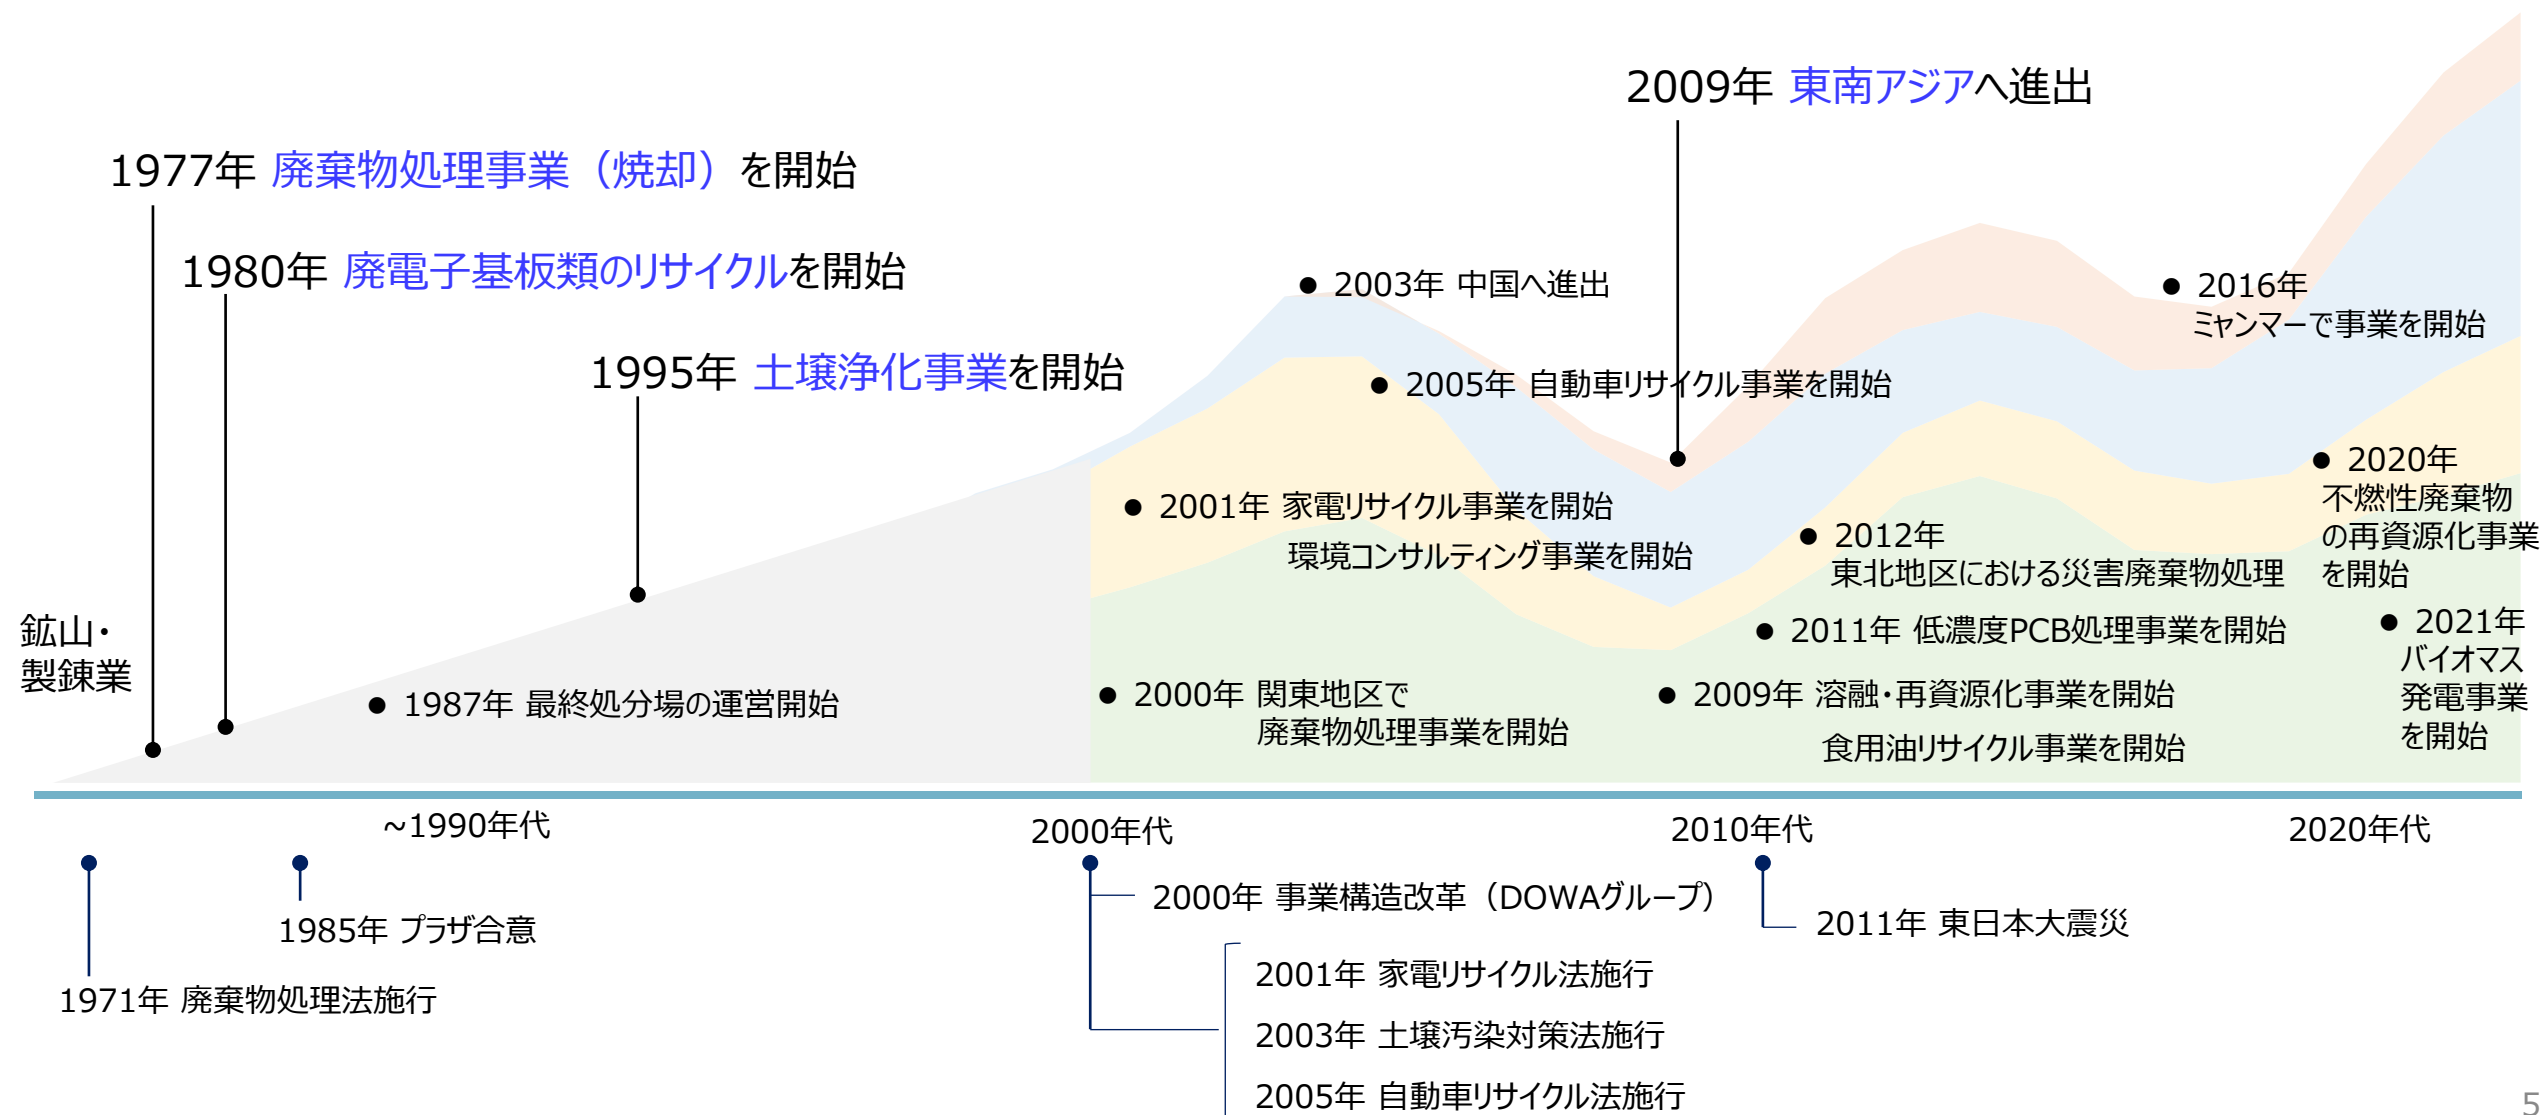 2009年 東南アジアへ進出
1977年 廃棄物処理事業（焼却）を開始
1980年 廃電子基板類のリサイクルを開始
1995年 土壌浄化事業を開始
● 2003年 中国へ進出
● 2016年
ミャンマーで事業を開始
● 2005年 自動車リサイクル事業を開始
● 2001年 家電リサイクル事業を開始
環境コンサルティング事業を開始
● 2012年
東北地区における災害廃棄物処理
● 2020年
不燃性廃棄物
の再資源化事業
を開始
鉱山・
製錬業
● 2011年 低濃度PCB処理事業を開始
● 2021年
バイオマス
発電事業
を開始
● 1987年 最終処分場の運営開始
● 2000年 関東地区で
廃棄物処理事業を開始
● 2009年 溶融・再資源化事業を開始
食用油リサイクル事業を開始
~1990年代
2000年代
2010年代
2020年代
1985年 プラザ合意
1971年 廃棄物処理法施行
2000年 事業構造改革（DOWAグループ）
2001年 家電リサイクル法施行
2003年 土壌汚染対策法施行
2005年 自動車リサイクル法施行
2011年 東日本大震災
5